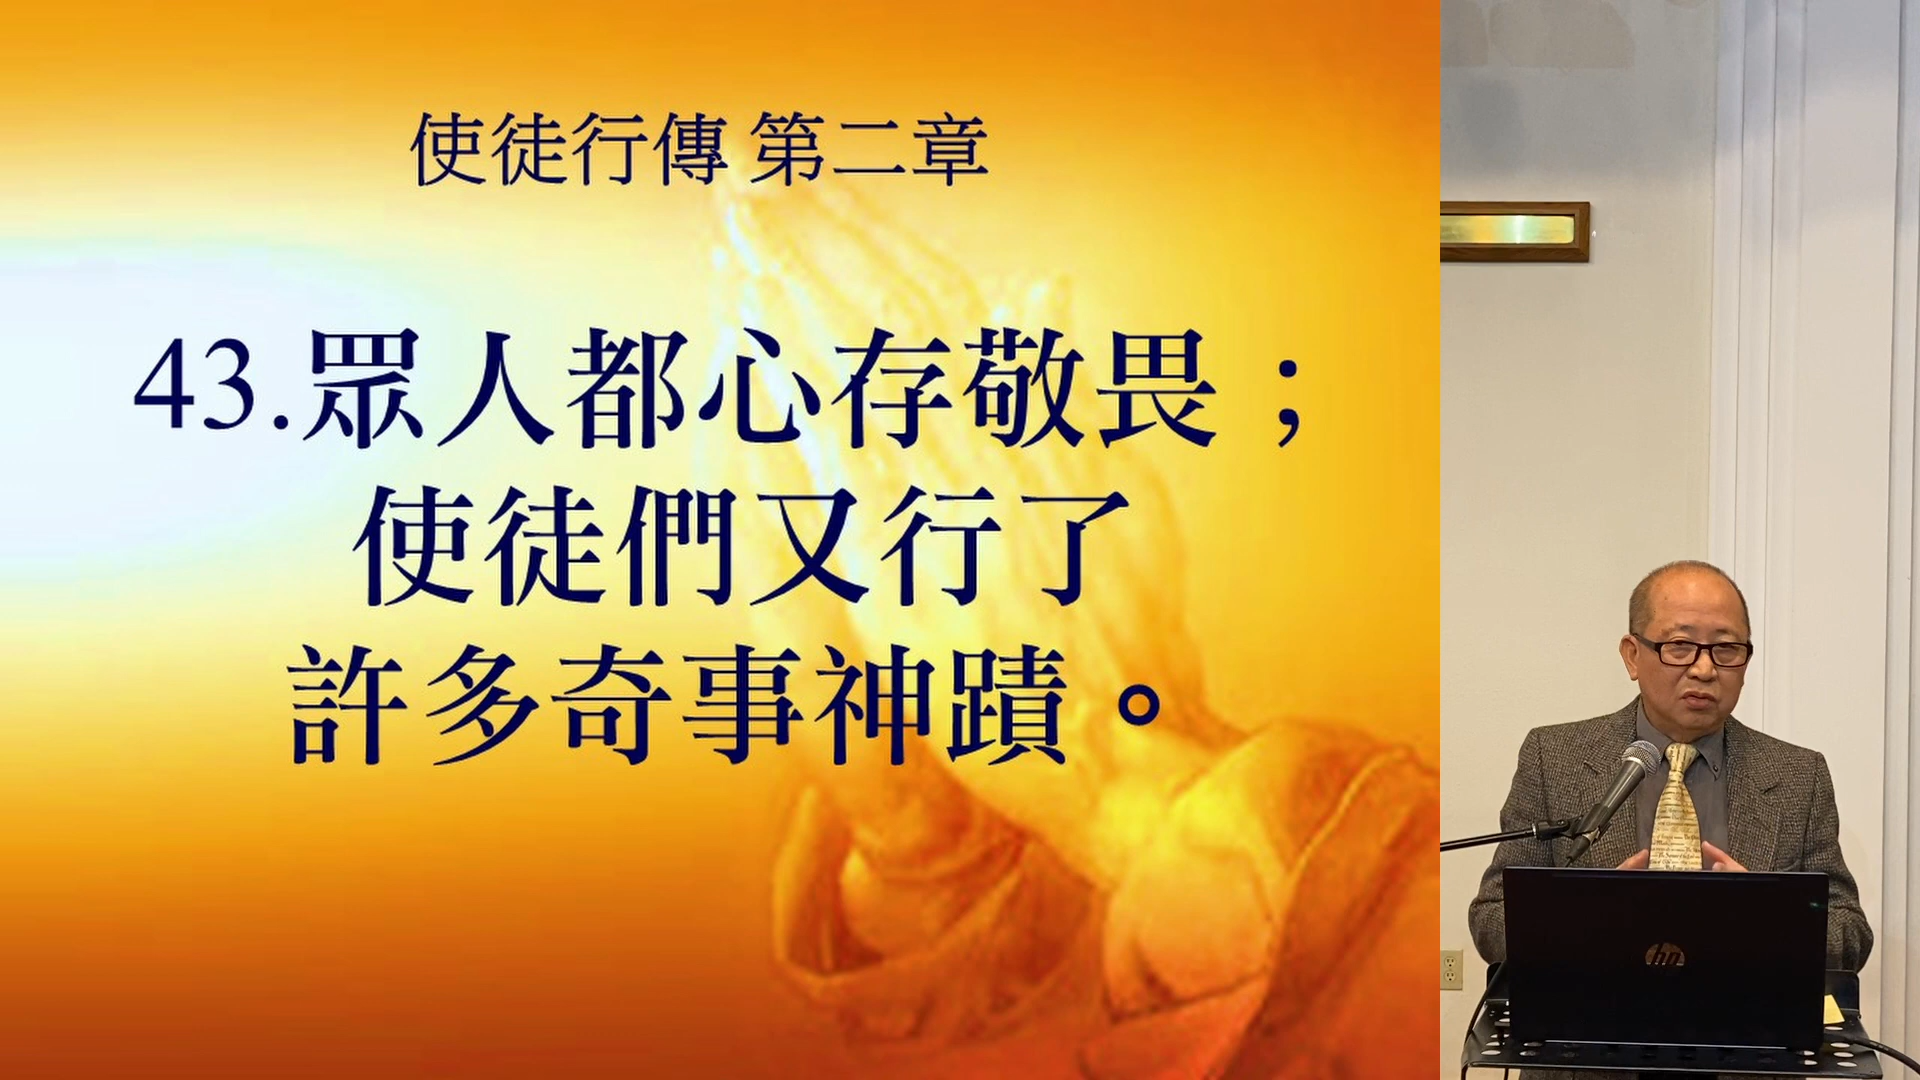 使徒行傳 第二章
43.眾人都心存敬畏；
使徒們又行了
許多奇事神蹟。
hp